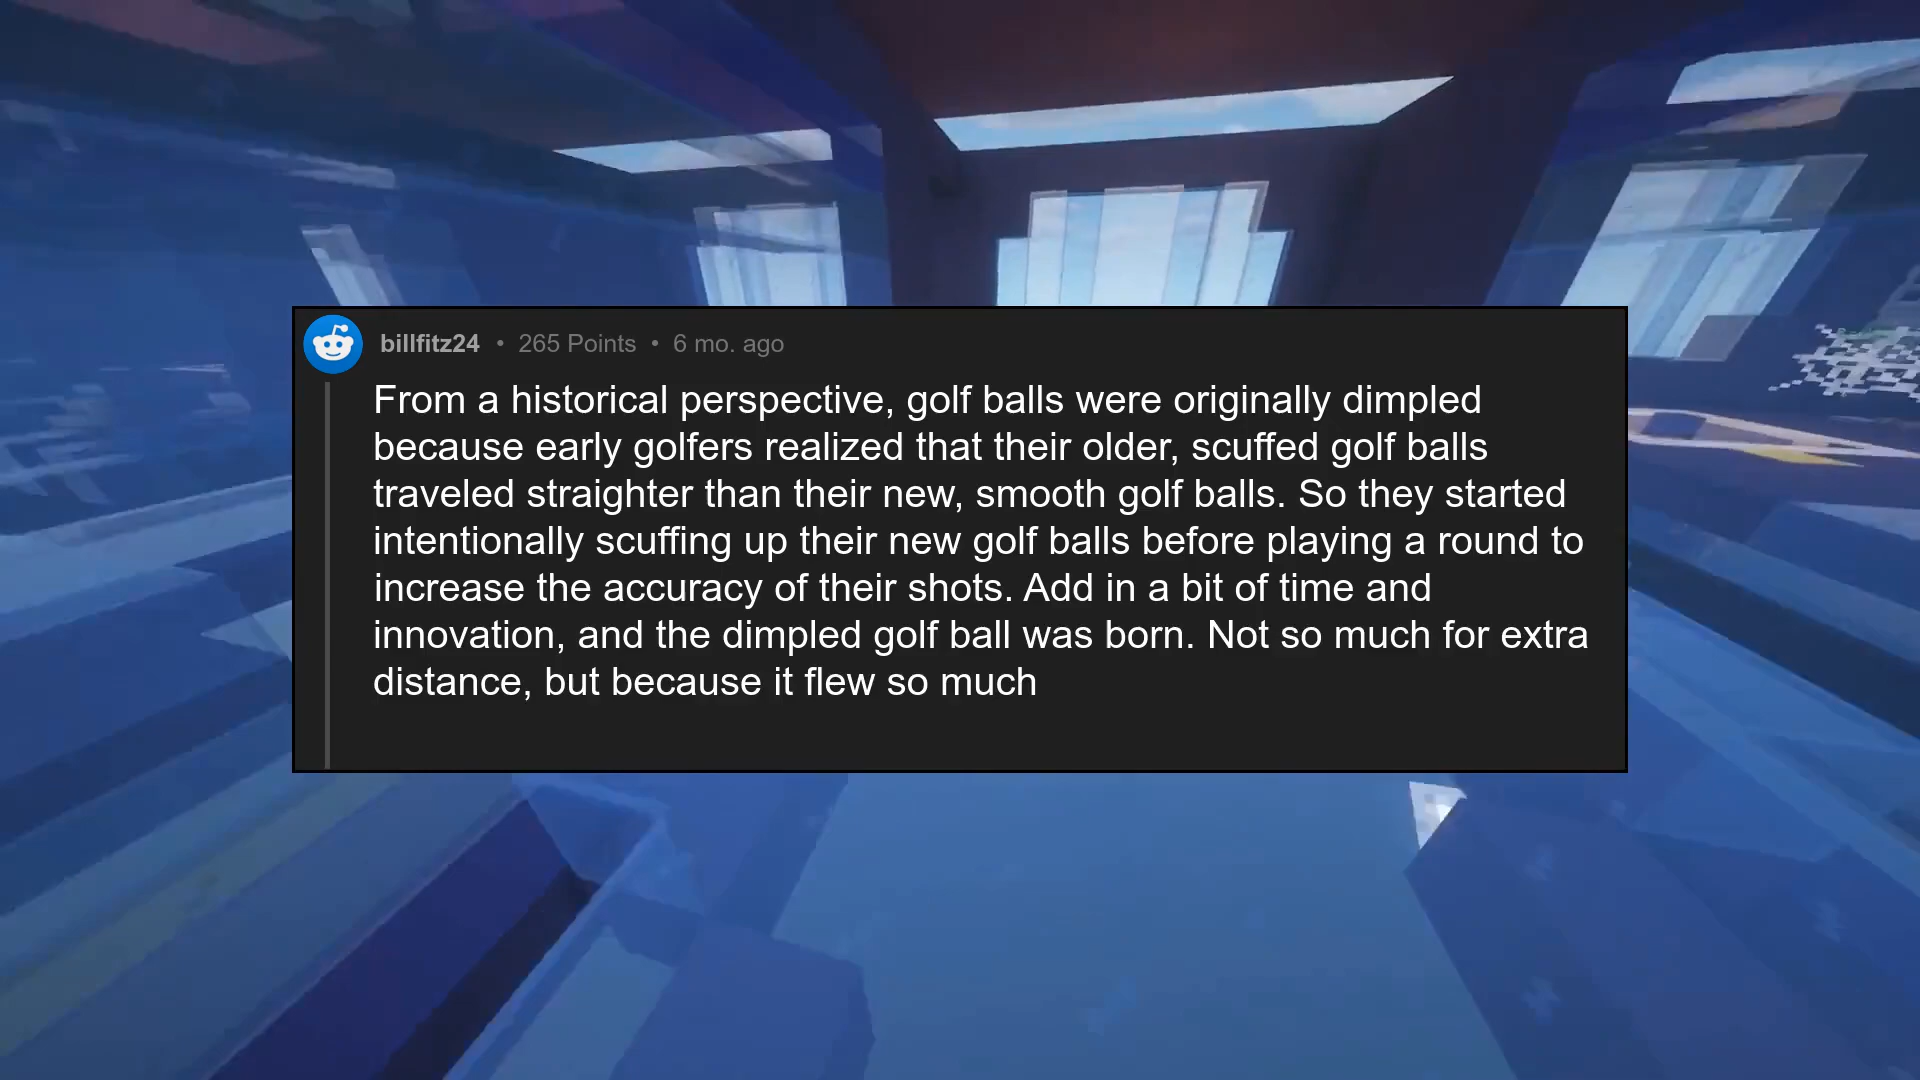 billfitz24 • 265 Points • 6 mo. ago
From a historical perspective, golf balls were originally dimpled
because early golfers realized that their older, scuffed golf balls
traveled straighter than their new, smooth golf balls. So they started
intentionally scuffing up their new golf balls before playing a round to
increase the accuracy of their shots. Add in a bit of time and
innovation, and the dimpled golf ball was born. Not so much for extra
distance, but because it flew so much